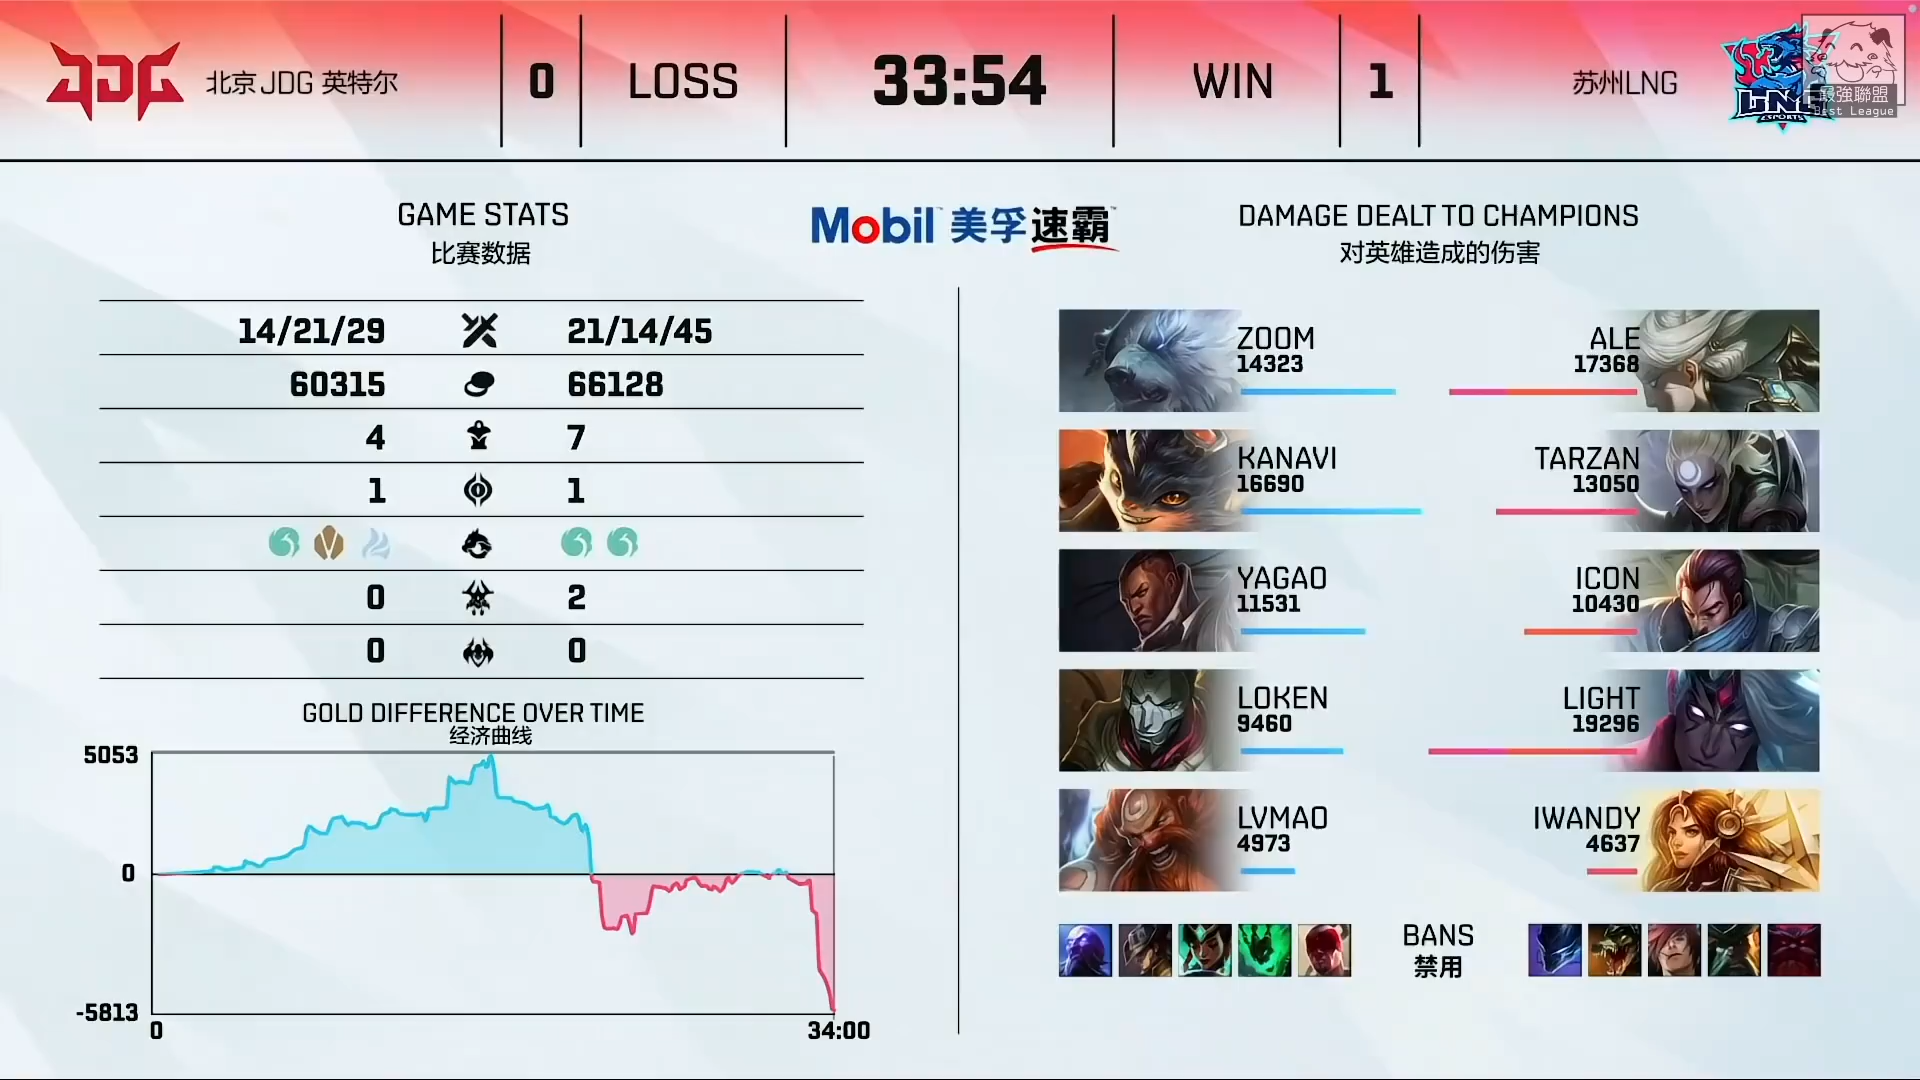 JDG
北京JDG 英特尔
0
LOSS
33:54
WIN
1
苏州LNG
LNG
ESPORTS
最強聯盟
Best League
GAME STATS
比赛数据
Mobil 美孚速霸
DAMAGE DEALT TO CHAMPIONS
对英雄造成的伤害
14/21/29 21/14/45
60315 66128
4 7
1 1
0 2
0 0
GOLD DIFFERENCE OVER TIME
经济曲线
5053
0
-5813
0
34:00
ZOOM
14323
ALE
17368
KANAVI
16690
TARZAN
13050
YAGAO
11531
ICON
10430
LOKEN
9460
LIGHT
19296
LVMAO
4973
IWANDY
4637
BANS
禁用